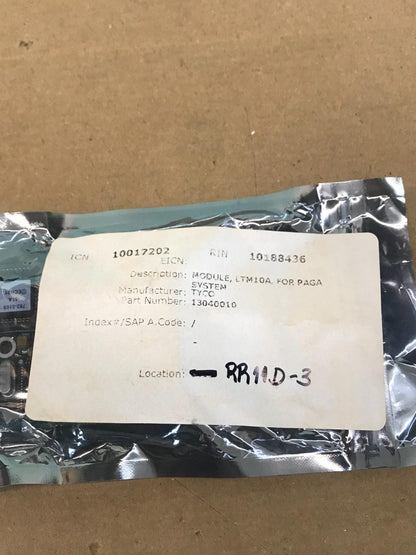 ICN 10017202 RIN 10188436
EICN:
Description: MODULE, LTM10A, FOR PAGA
SYSTEM
Manufacturer: TYCO
Part Number: 13040010
Index#/SAP A.Code: /
-
Location: RR11D-3